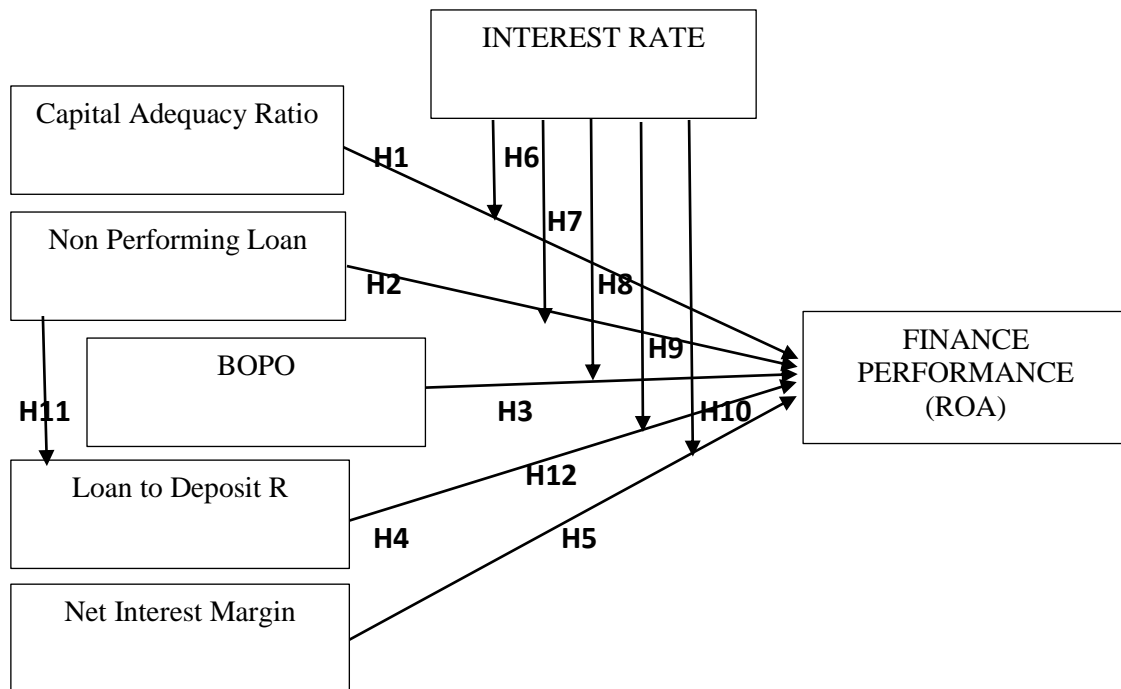 INTEREST RATE
Capital Adequacy Ratio
H1
H6
Non Performing Loan
H7
H2
H8
BOPO
H9
FINANCE
PERFORMANCE
(ROA)
H11
H3
H10
Loan to Deposit R
H12
H4
H5
Net Interest Margin